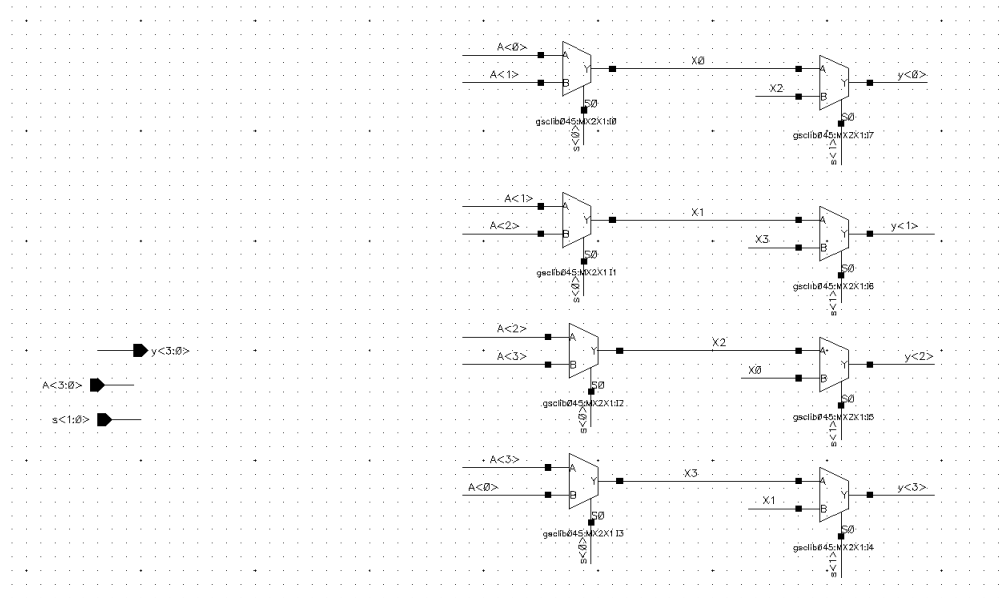 A<0>
A
Y
X0
A
Y
y<0>
A<1>
B
X2
B
S0
gsclib045:MX2X1:I0
s<0>
S0
gsclib045:MX2X1:I7
s<1>
A<1>
A
Y
X1
A
Y
y<1>
A<2>
B
X3
B
S0
gsclib045:MX2X1:I1
s<0>
S0
gsclib045:MX2X1:I6
s<1>
A<2>
A
Y
X2
A
Y
y<2>
A<3>
B
X0
B
S0
gsclib045:MX2X1:I2
s<0>
S0
gsclib045:MX2X1:I5
s<1>
y<3:0>
A<3:0>
s<1:0>
A<3>
A
Y
X3
A
Y
y<3>
A<0>
B
X1
B
S0
gsclib045:MX2X1:I3
s<0>
S0
gsclib045:MX2X1:I4
s<1>